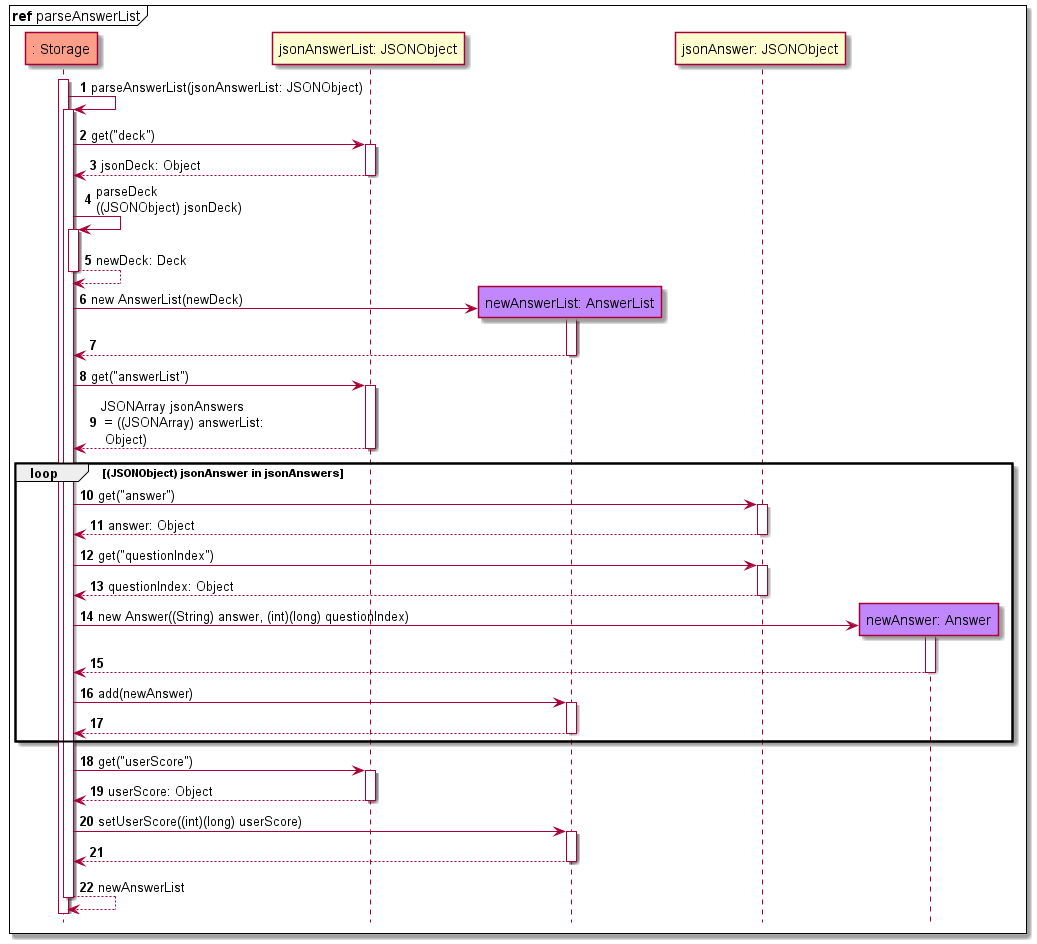 ref parseAnswerList
: Storage
jsonAnswerList: JSONObject
jsonAnswer: JSONObject
1 parseAnswerList(jsonAnswerList: JSONObject)
2 get("deck")
3 jsonDeck: Object
4 parseDeck
((JSONObject) jsonDeck)
5 newDeck: Deck
6 new AnswerList(newDeck)
newAnswerList: AnswerList
7
8 get("answerList")
JSONArray jsonAnswers
9 = ((JSONArray) answerList:
Object)
loop [(JSONObject) jsonAnswer in jsonAnswers]
10 get("answer")
11 answer: Object
12 get("questionIndex")
13 questionIndex: Object
14 new Answer((String) answer, (int)(long) questionIndex)
newAnswer: Answer
15
16 add(newAnswer)
17
18 get("userScore")
19 userScore: Object
20 setUserScore((int)(long) userScore)
21
22 newAnswerList